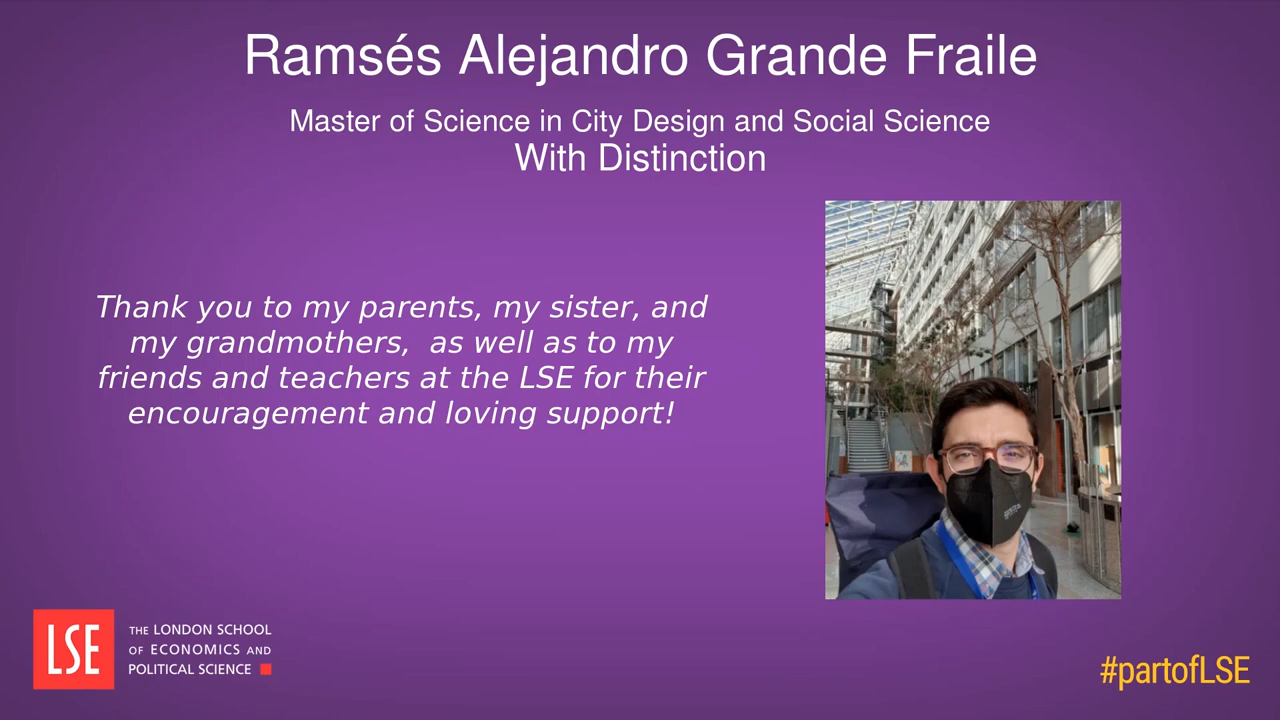 Ramsés Alejandro Grande Fraile
Master of Science in City Design and Social Science
With Distinction
Thank you to my parents, my sister, and
my grandmothers,  as well as to my
friends and teachers at the LSE for their
encouragement and loving support!
LSE
THE LONDON SCHOOL
OF ECONOMICS AND
POLITICAL SCIENCE
#partofLSE